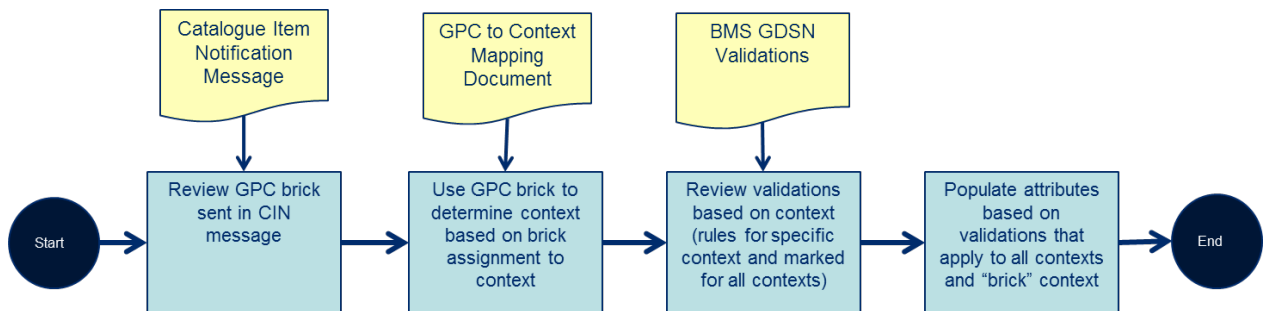 Catalogue Item
Notification
Message
GPC to Context
Mapping
Document
BMS GDSN
Validations
Start
Review GPC brick
sent in CIN
message
Use GPC brick to
determine context
based on brick
assignment to
context
Review validations
based on context
(rules for specific
context and marked
for all contexts)
Populate attributes
based on
validations that
apply to all contexts
and “brick” context
End